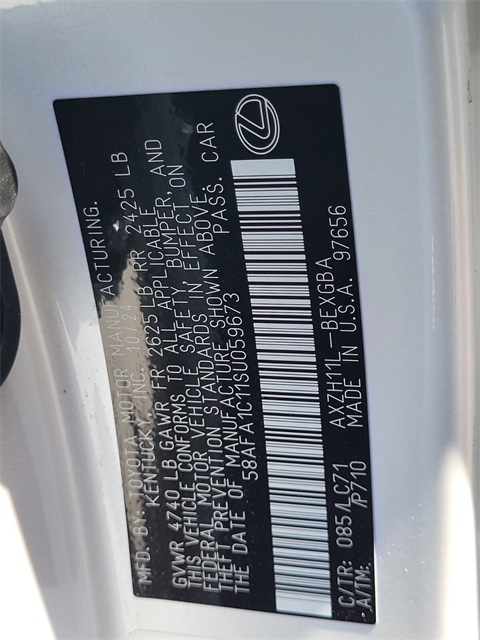 MFD. BY: TOYOTA MOTOR MANUFACTURING.
KENTUCKY, INC. 10/24
GVWR 4740 LB GAWR FR 2625 LB RR 2425 LB
THIS VEHICLE CONFORMS TO ALL APPLICABLE
FEDERAL MOTOR VEHICLE SAFETY, BUMPER, AND
THEFT PREVENTION STANDARDS IN EFFECT ON
THE DATE OF MANUFACTURE SHOWN ABOVE.
58AFA1C11SU059673 PASS. CAR
C/TR: 085/LCZ1 AXZH11L-BEXGBA
A/TM: /P710 MADE IN U.S.A. 97656